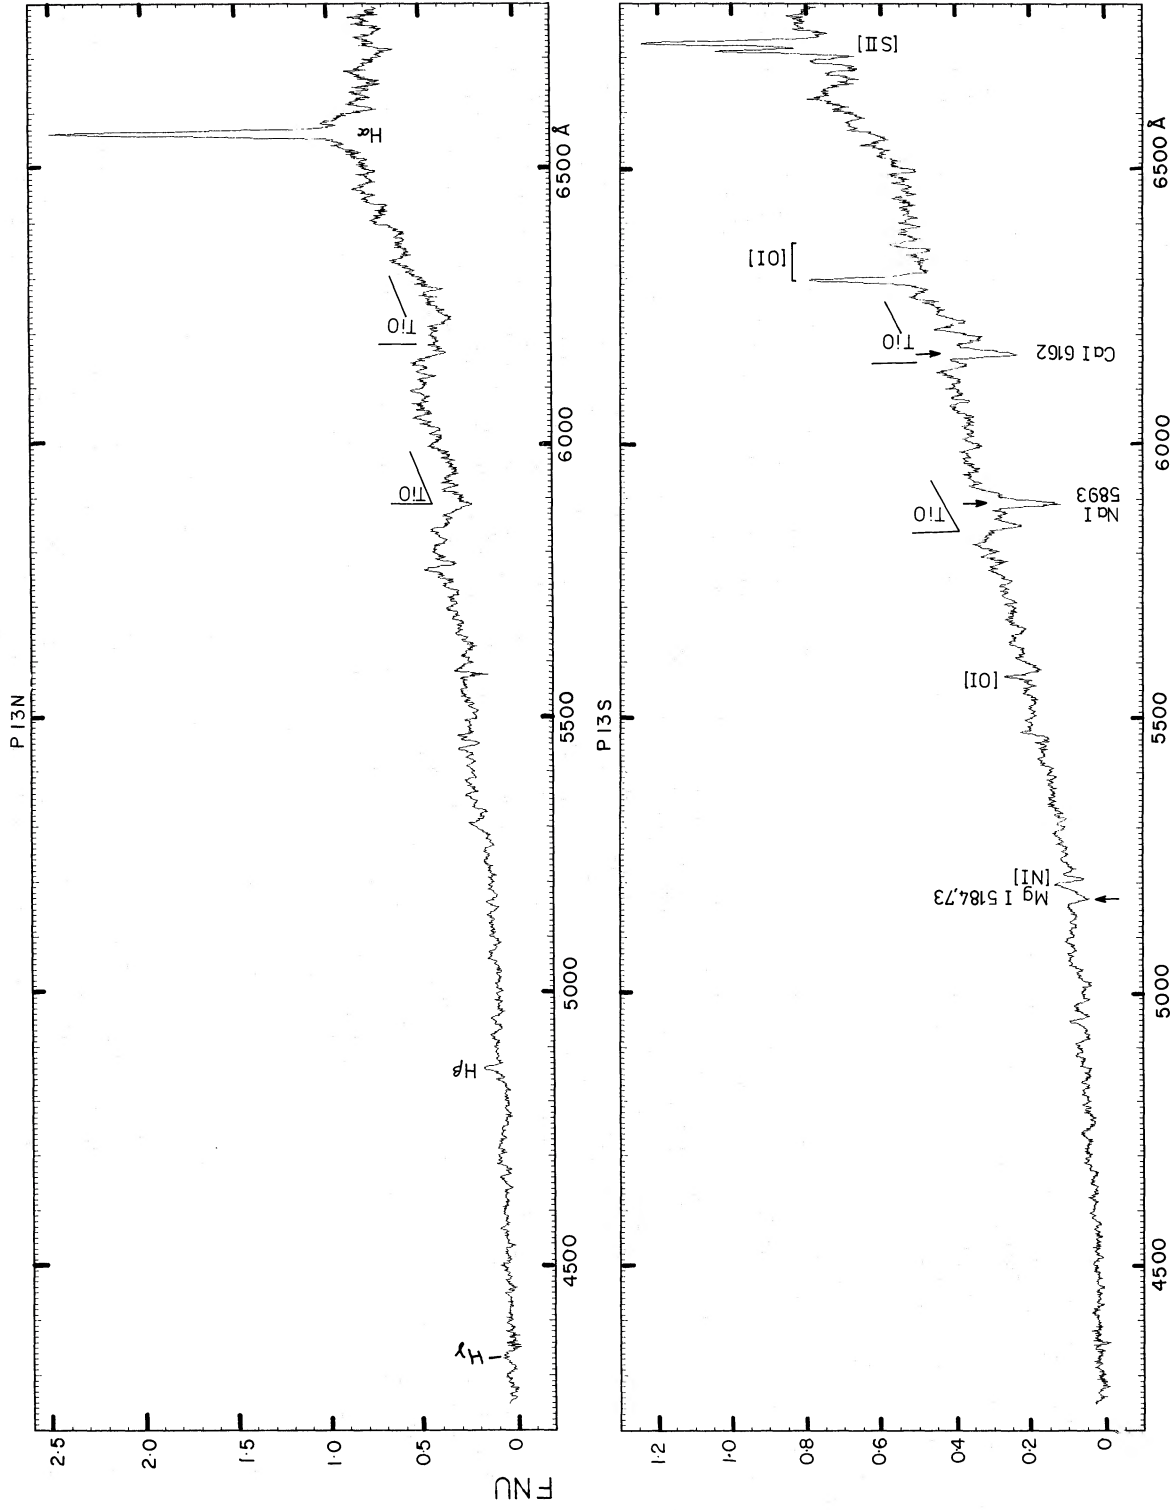 P13N
FNU
2·5
2·0
1·5
1·0
0·5
0
Hγ
Hβ
TiO
TiO
Hα
4500
5000
5500
6000
6500 Å
P13S
1·2
1·0
0·8
0·6
0·4
0·2
0
Mg I 5184,73
[NI]
[OI]
TiO
Na I
5893
TiO
Ca I 6162
[OI]
[SII]
4500
5000
5500
6000
6500 Å